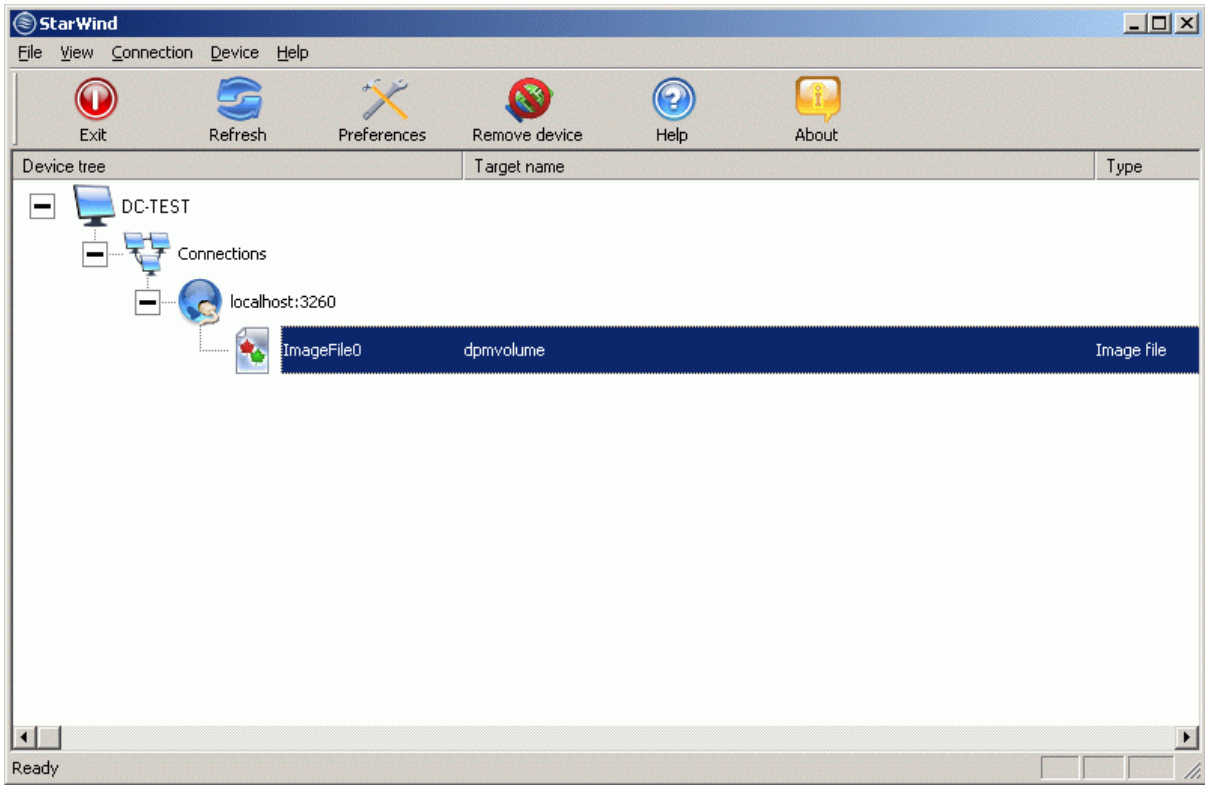 StarWind
File View Connection Device Help
Exit Refresh Preferences Remove device Help About
Device tree Target name Type
DC-TEST
Connections
localhost:3260
ImageFile0 dpmvolume Image file
Ready